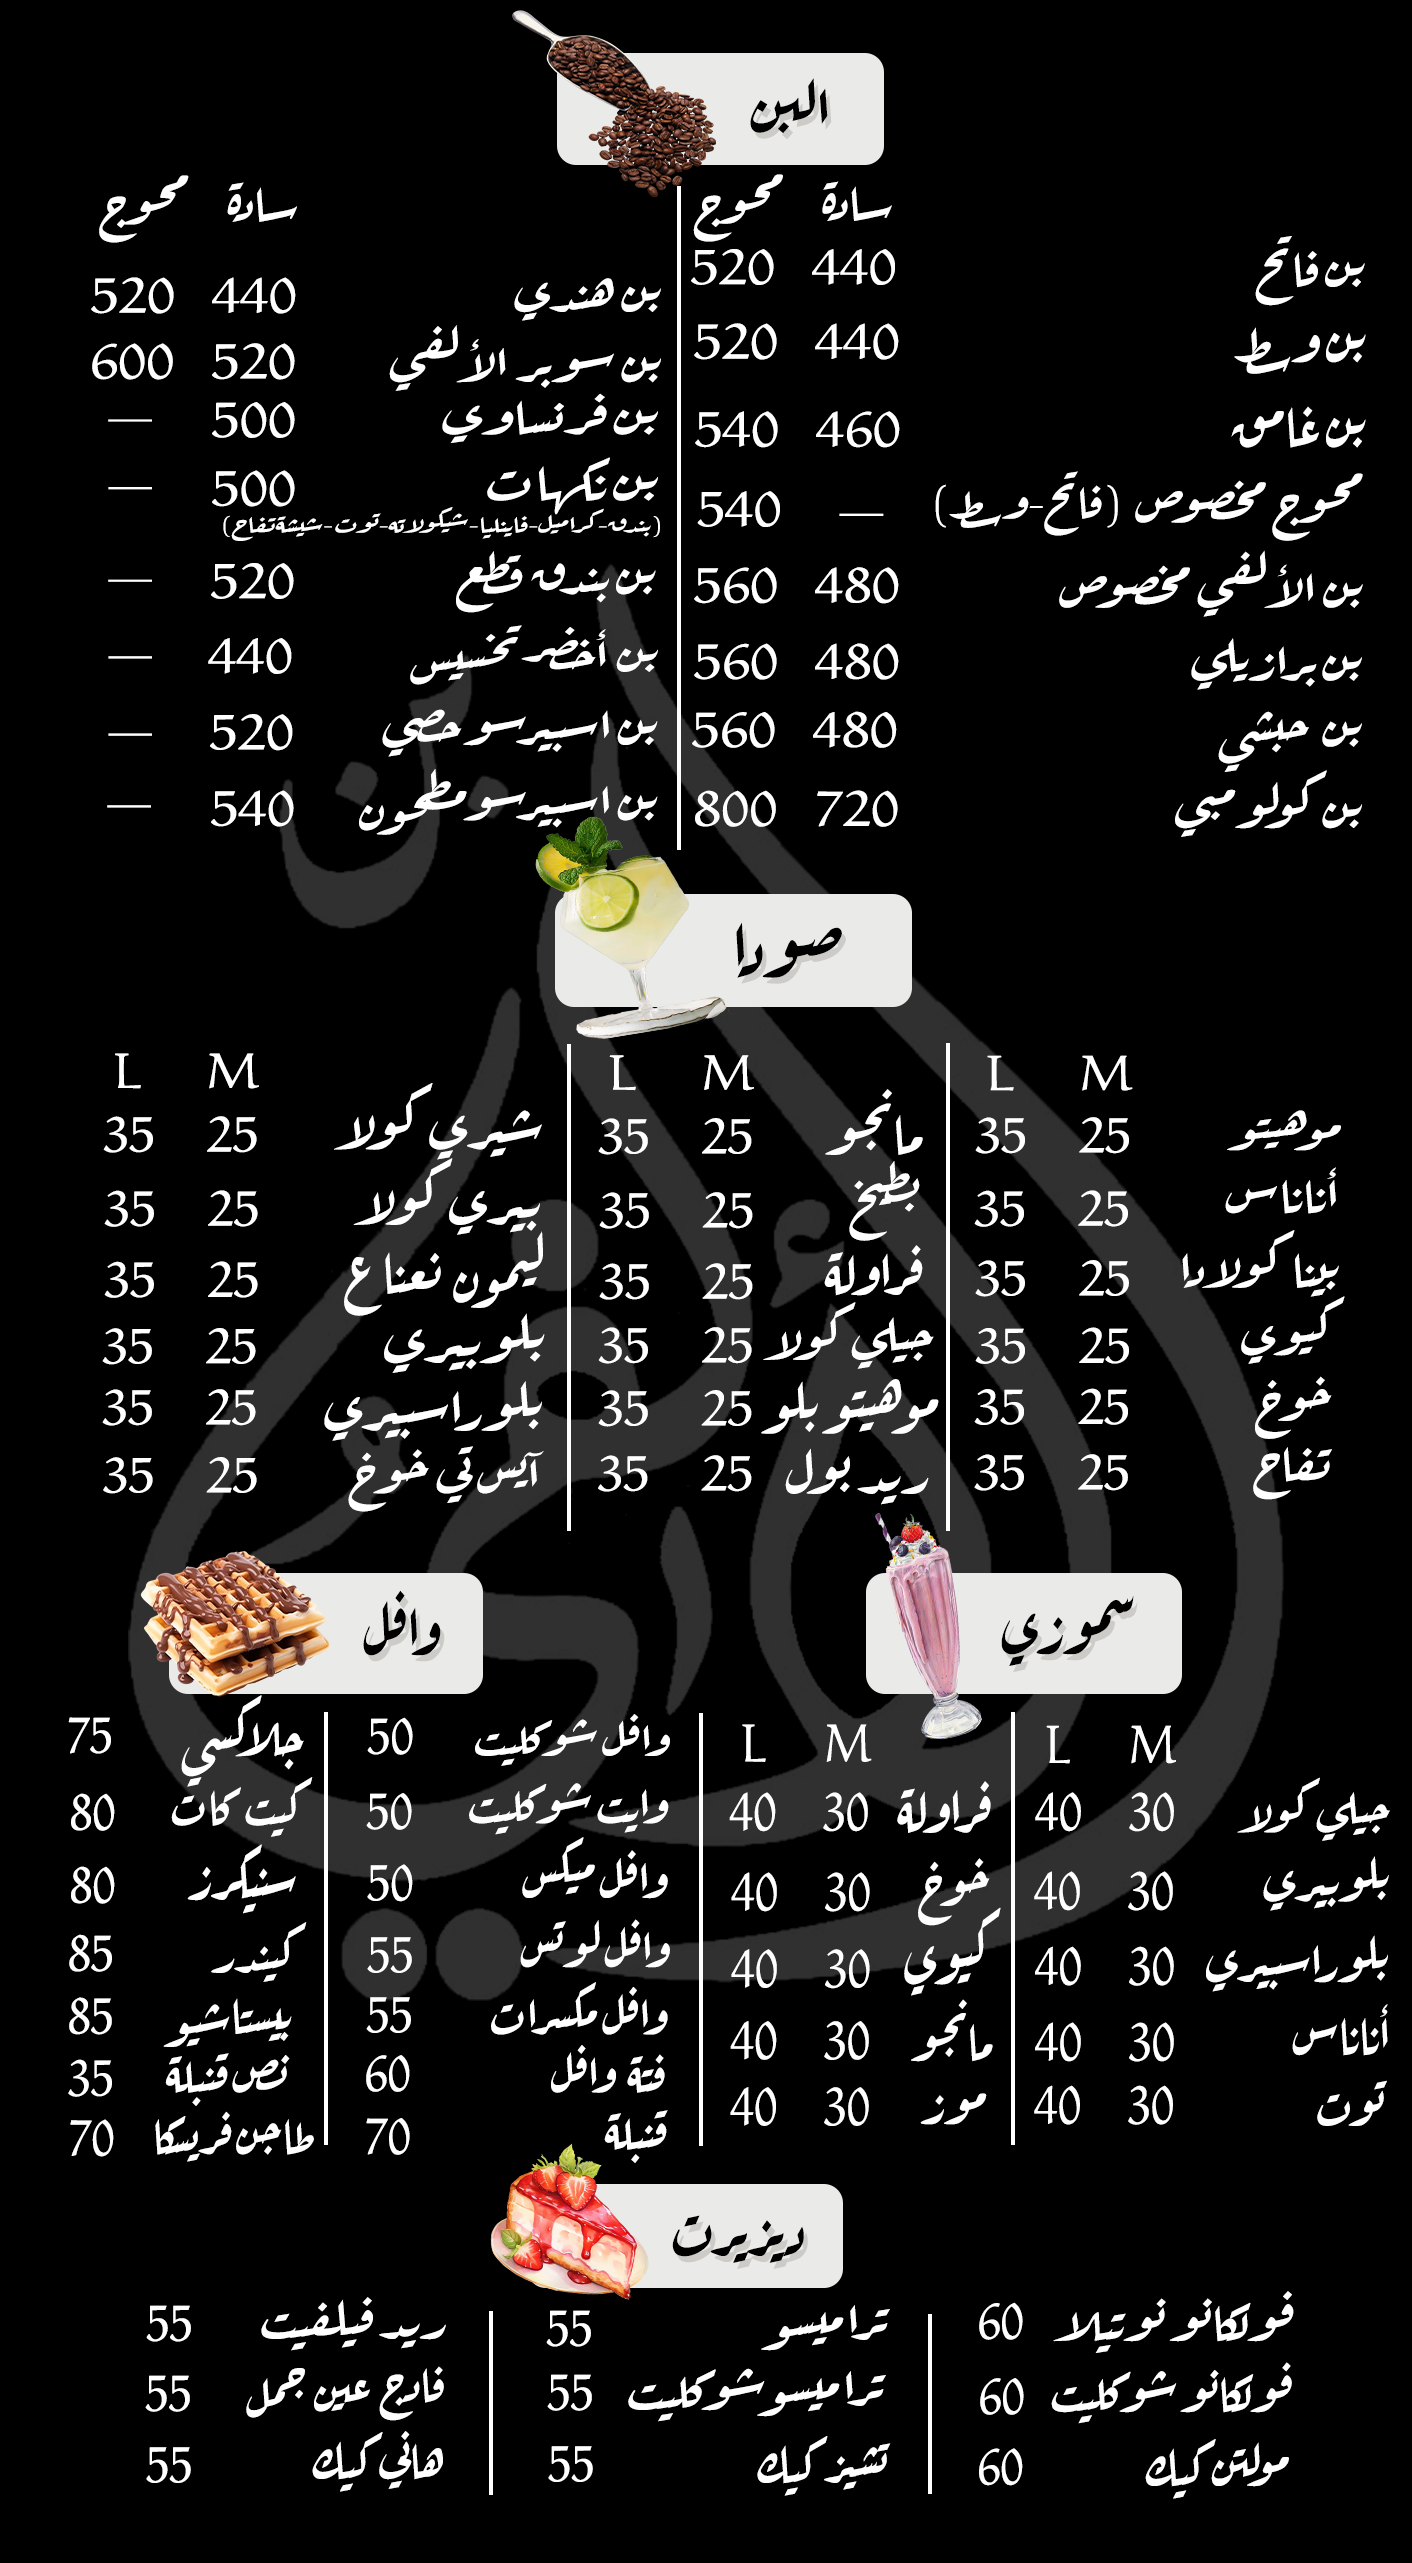 البن
سادة محوج
بن فاتح 440 520
بن وسط 440 520
بن غامق 460 540
محوج مخصوص (فاتح-وسط) — 540
بن الألفي مخصوص 480 560
بن برازيلي 480 560
بن حبشي 480 560
بن كولومبي 720 800
سادة محوج
بن هندي 440 520
بن سوبر الألفي 520 600
بن فرنساوي 500 —
بن نكهات 500 —
(بندق-كراميل-فاينليا-شيكولاته-توت-شيشة تفاح)
بن بندق قطع 520 —
بن أخضر تخسيس 440 —
بن اسبيرسو حصي 520 —
بن اسبيرسو مطحون 540 —
صودا
M L
موهيتو 25 35
أناناس 25 35
بينا كولادا 25 35
كيوي 25 35
خوخ 25 35
تفاح 25 35
M L
مانجو 25 35
بطيخ 25 35
فراولة 25 35
جيلي كولا 25 35
موهيتو بلو 25 35
ريد بول 25 35
M L
شيري كولا 25 35
بيري كولا 25 35
ليمون نعناع 25 35
بلو بيري 25 35
بلو راسبيري 25 35
آيس تي خوخ 25 35
سموزي
M L
جيلي كولا 30 40
بلو بيري 30 40
بلو راسبيري 30 40
أناناس 30 40
توت 30 40
M L
فراولة 30 40
خوخ 30 40
كيوي 30 40
مانجو 30 40
موز 30 40
وافل
وافل شوكليت 50
وايت شوكليت 50
وافل ميكس 50
وافل لوتس 55
وافل مكسرات 55
فتة وافل 60
قنبلة 70
جلاكسي 75
كيت كات 80
سنيكرز 80
كيندر 85
بيستاشيو 85
نص قنبلة 35
طاجن فريسكا 70
ديزيرت
فولكانو نوتيلا 60
فولكانو شوكليت 60
مولتن كيك 60
تراميسو 55
تراميسو شوكليت 55
تشيز كيك 55
ريد فيلفيت 55
فادج عين جمل 55
هاني كيك 55
الألفي
بن